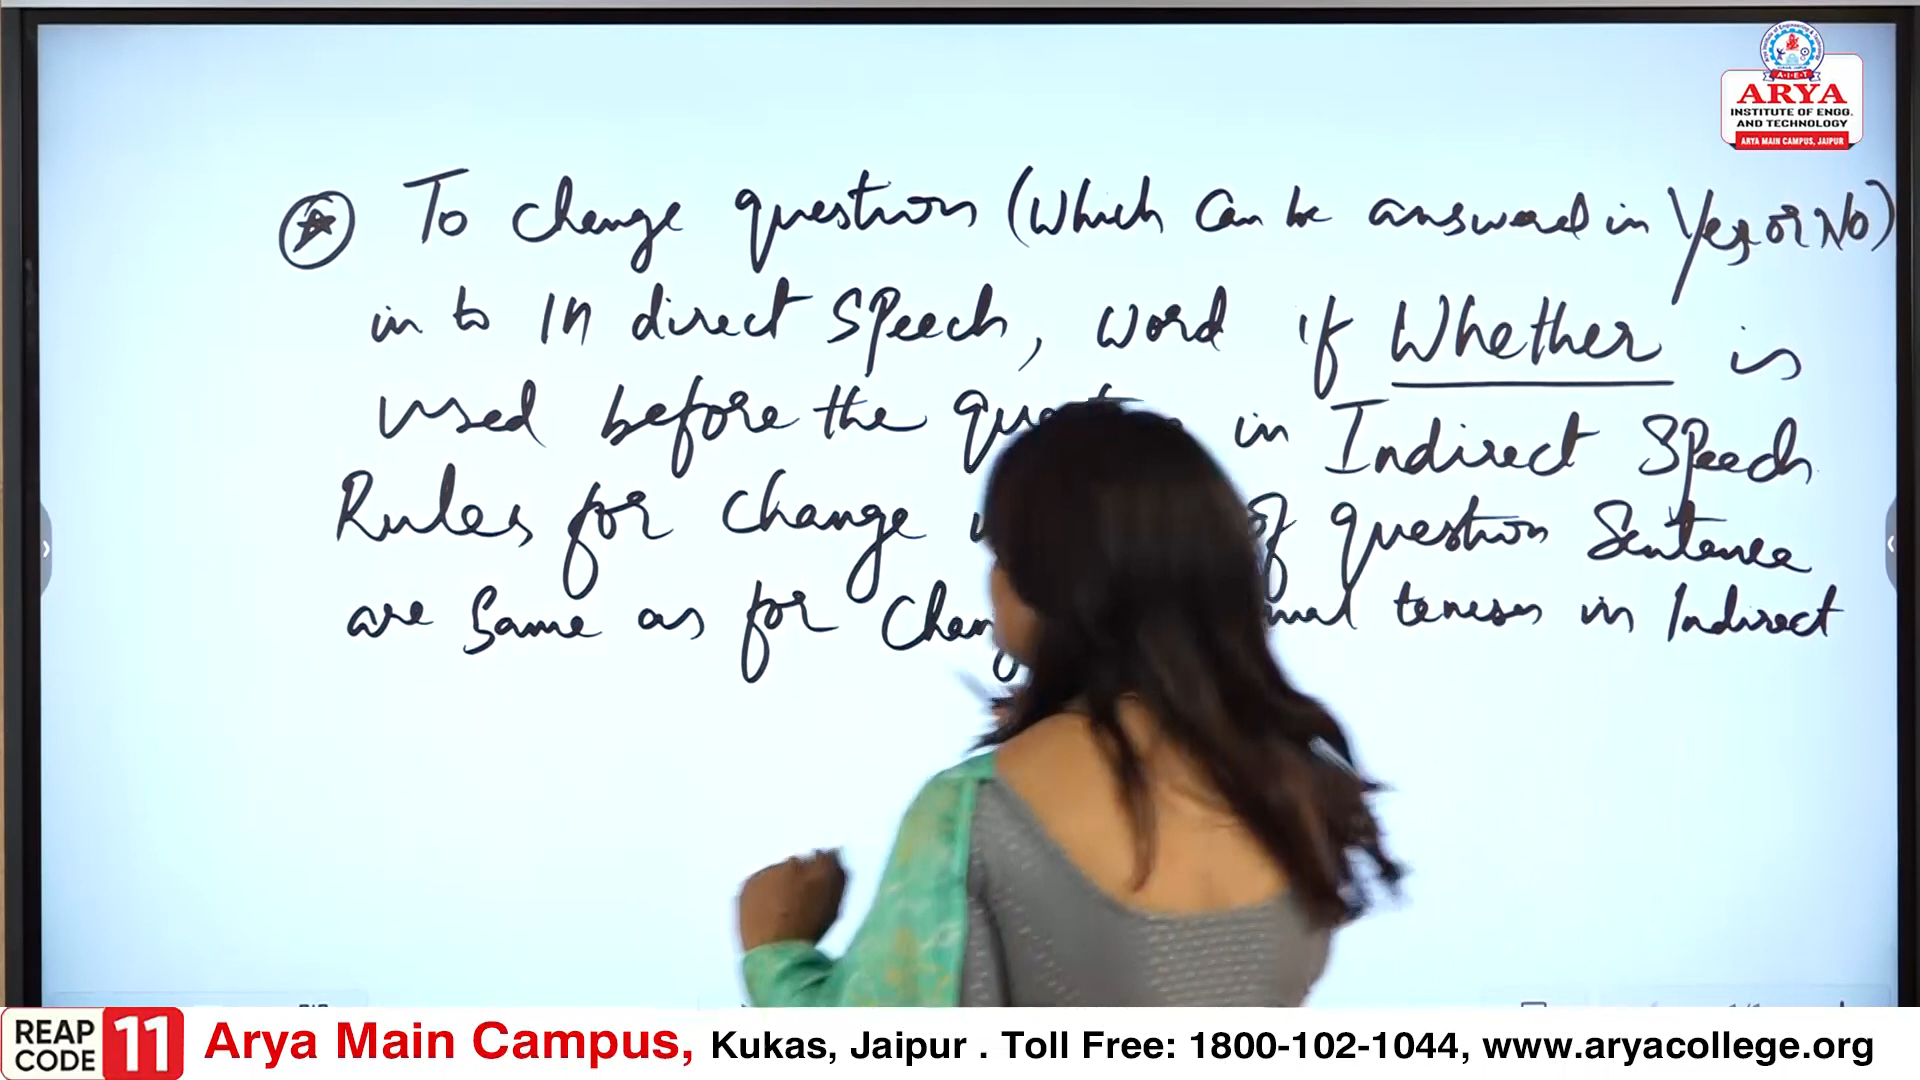 To change question (Which Can be answered in Yes or No)
in to In direct Speech, word if Whether is
used before the in Indirect Speech
Rules for Change of question Sentence
are Same as for tenses in Indirect
A.I.E.T
ARYA
INSTITUTE OF ENGG.
AND TECHNOLOGY
ARYA MAIN CAMPUS, JAIPUR
REAP
CODE 11
Arya Main Campus, Kukas, Jaipur . Toll Free: 1800-102-1044, www.aryacollege.org